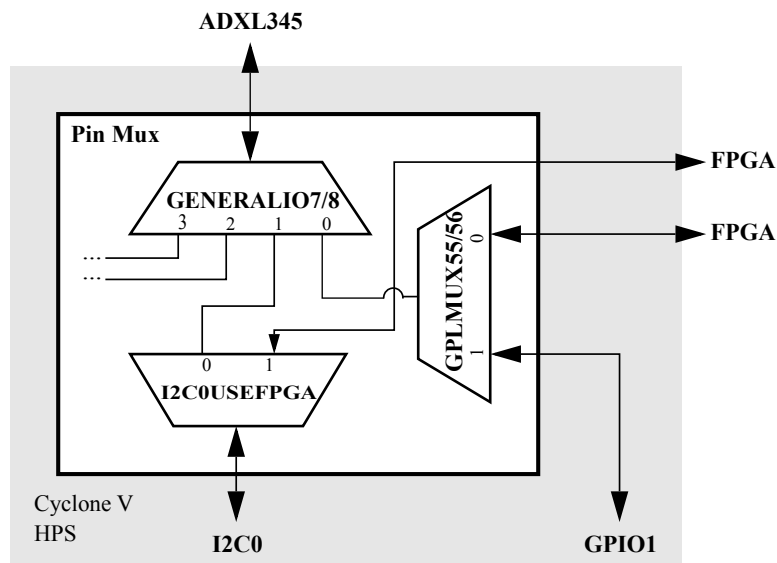 ADXL345
Pin Mux
FPGA
GENERALIO7/8
3 2 1 0
FPGA
GPLMUX55/56
0
1
...
...
0 1
I2C0USEFPGA
Cyclone V
HPS
I2C0
GPIO1